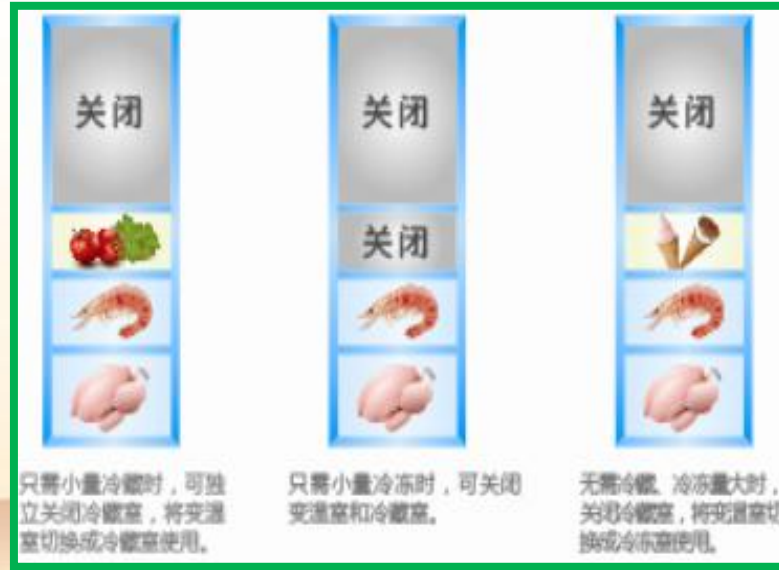 关闭
关闭
关闭
关闭
只需小量冷藏时，可独
立关闭冷藏室，将变温
室切换成冷藏室使用。
只需小量冷冻时，可关闭
变温室和冷藏室。
无需冷藏、冷冻量大时，
关闭冷藏室，将变温室切
换成冷冻室使用。